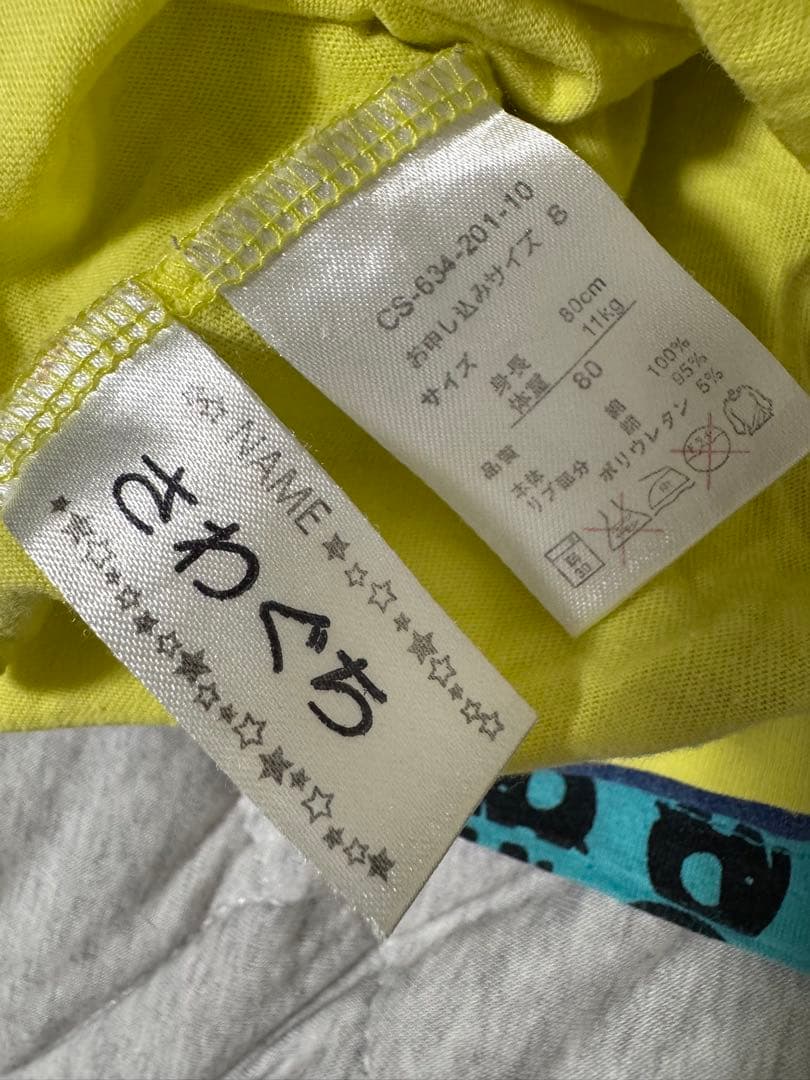 NAME
さわぐち
CS-634-201-10
お申し込みサイズ S
サイズ
身長 80cm
体重 11kg
80
品質
本体 綿 100%
リブ部分 綿 95%
ポリウレタン 5%
30
中